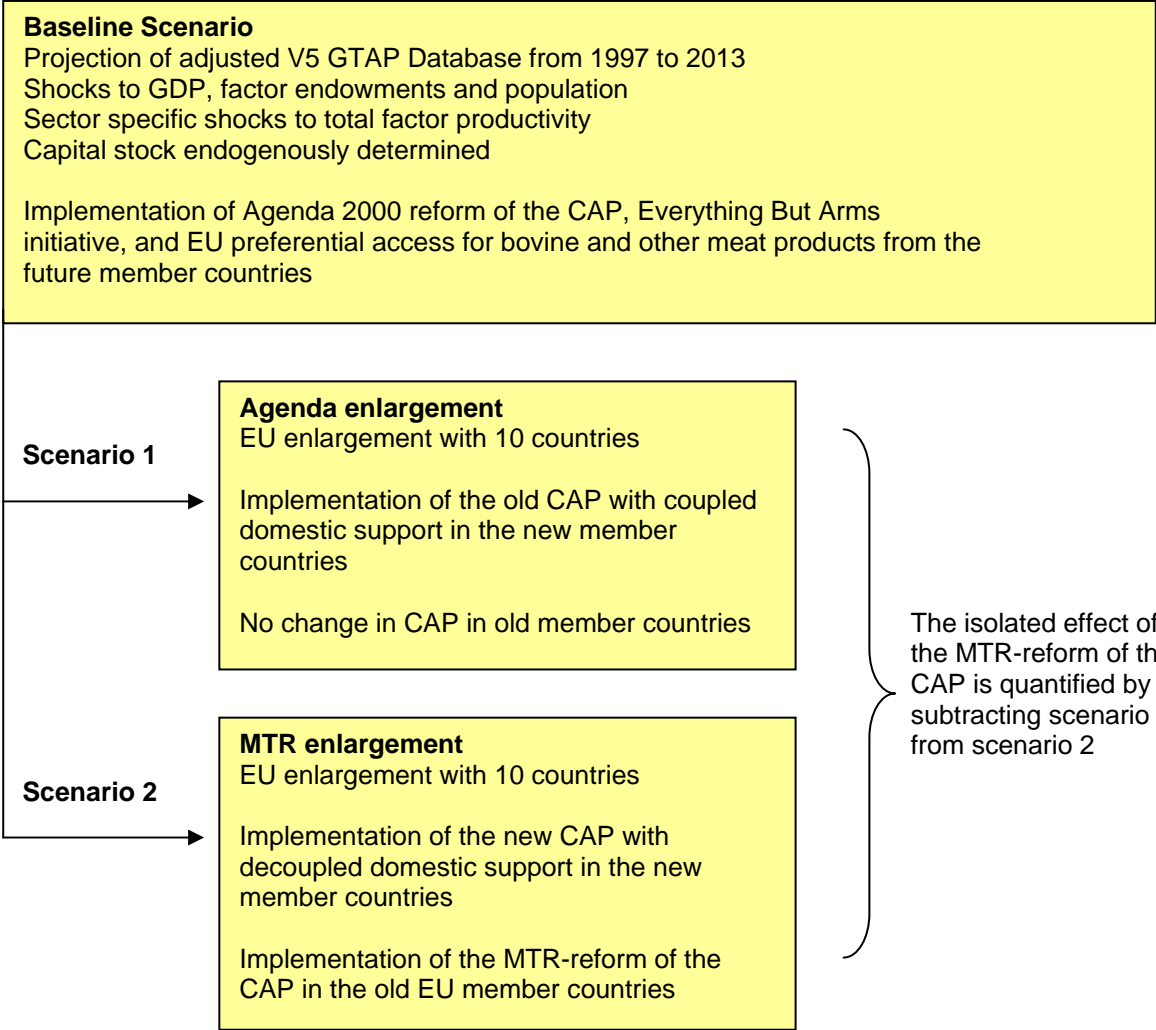 Baseline Scenario
Projection of adjusted V5 GTAP Database from 1997 to 2013
Shocks to GDP, factor endowments and population
Sector specific shocks to total factor productivity
Capital stock endogenously determined
Implementation of Agenda 2000 reform of the CAP, Everything But Arms
initiative, and EU preferential access for bovine and other meat products from the
future member countries
Scenario 1
Agenda enlargement
EU enlargement with 10 countries
Implementation of the old CAP with coupled
domestic support in the new member
countries
No change in CAP in old member countries
Scenario 2
MTR enlargement
EU enlargement with 10 countries
Implementation of the new CAP with
decoupled domestic support in the new
member countries
Implementation of the MTR-reform of the
CAP in the old EU member countries
The isolated effect of
the MTR-reform of th
CAP is quantified by
subtracting scenario
from scenario 2